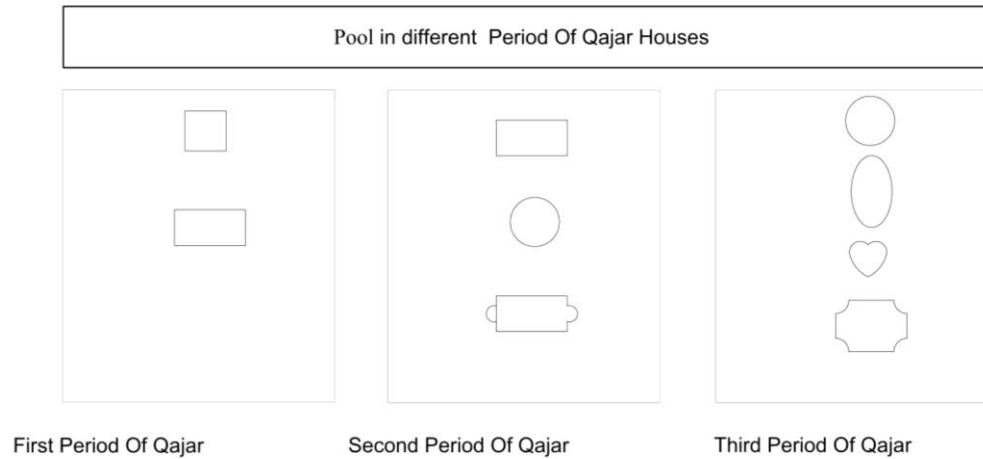 Pool in different Period Of Qajar Houses
First Period Of Qajar
Second Period Of Qajar
Third Period Of Qajar